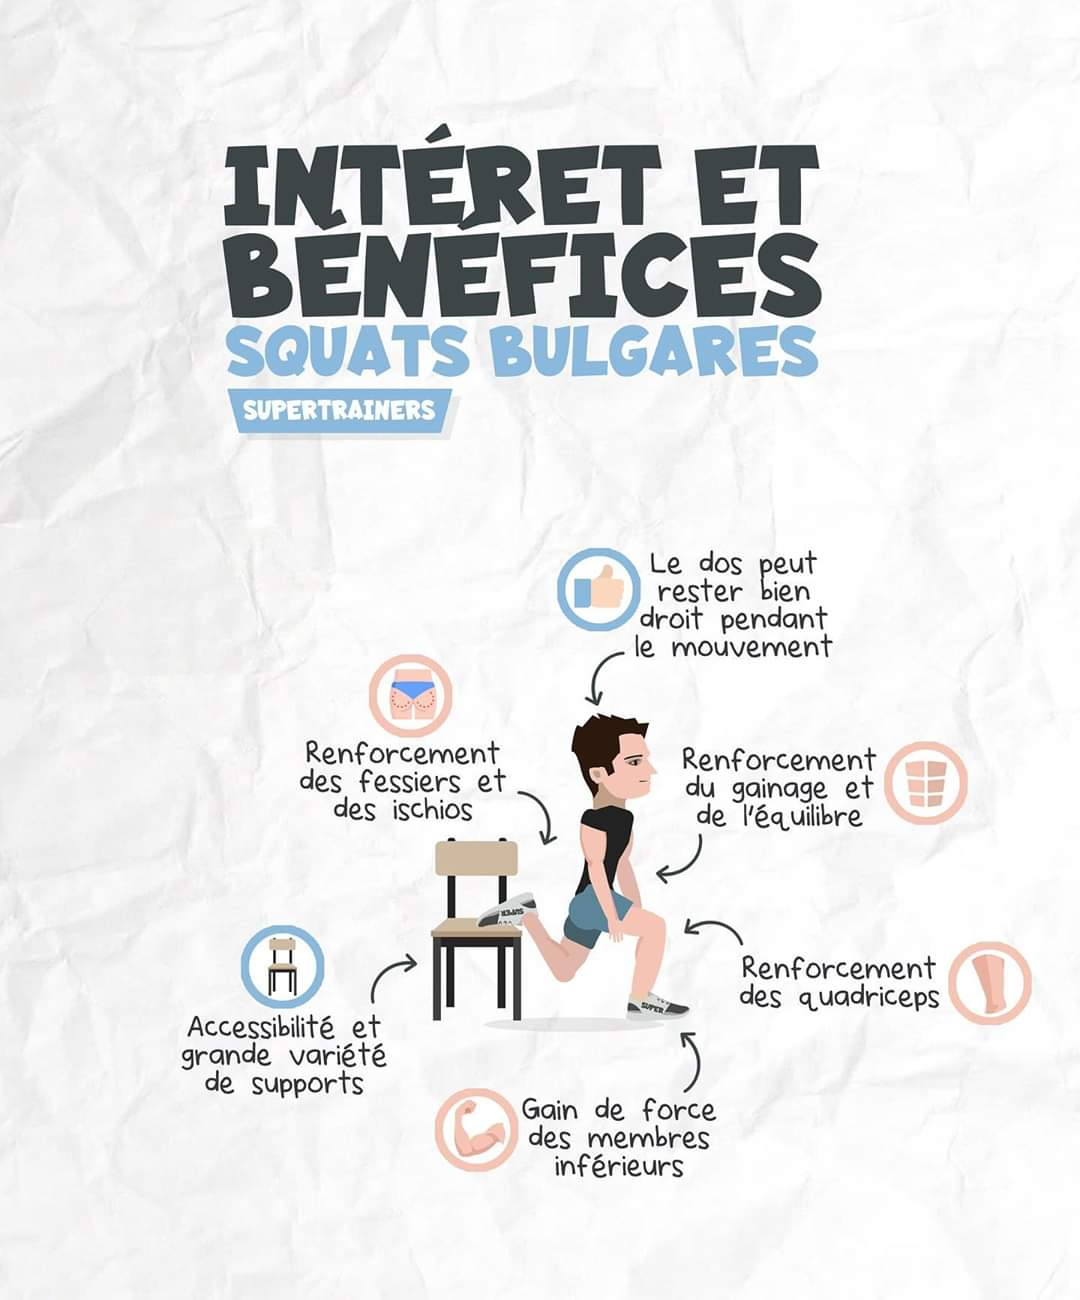 INTÉRET ET
BÉNÉFICES
SQUATS BULGARES
SUPERTRAINERS
Le dos peut
rester bien
droit pendant
le mouvement
Renforcement
des fessiers et
des ischios
Renforcement
du gainage et
de l'équilibre
Accessibilité et
grande variété
de supports
Renforcement
des quadriceps
Gain de force
des membres
inférieurs
SUPER
SUPER